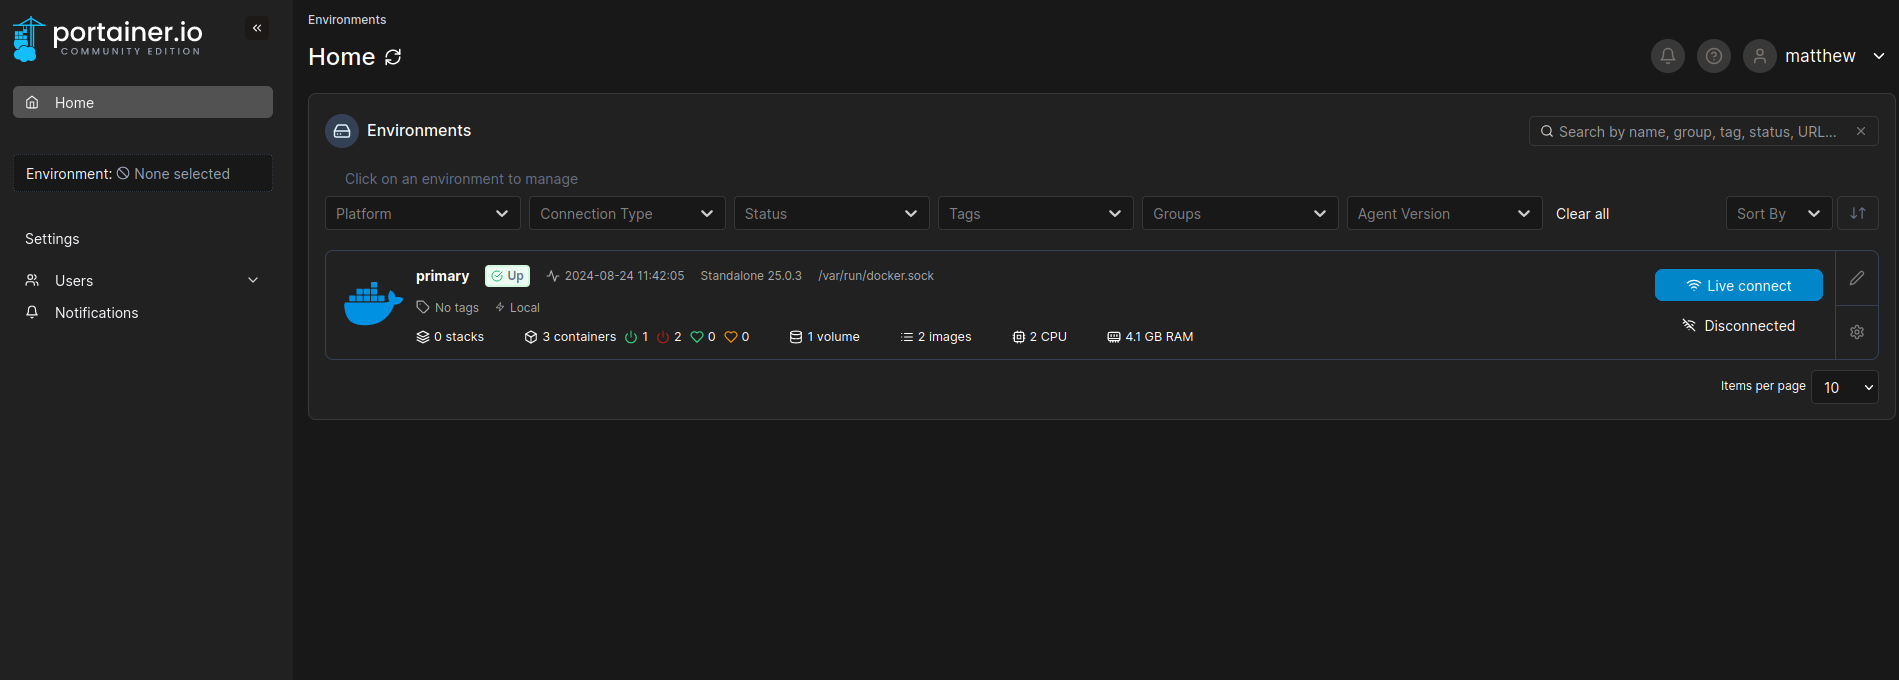 portainer.io
COMMUNITY EDITION
Home
Environment: None selected
Settings
Users
Notifications
Environments
Home
matthew
Environments
Search by name, group, tag, status, URL...
Click on an environment to manage
Platform
Connection Type
Status
Tags
Groups
Agent Version
Clear all
Sort By
primary Up 2024-08-24 11:42:05 Standalone 25.0.3 /var/run/docker.sock
No tags Local
0 stacks 3 containers 1 2 0 0 1 volume 2 images 2 CPU 4.1 GB RAM
Live connect
Disconnected
Items per page 10